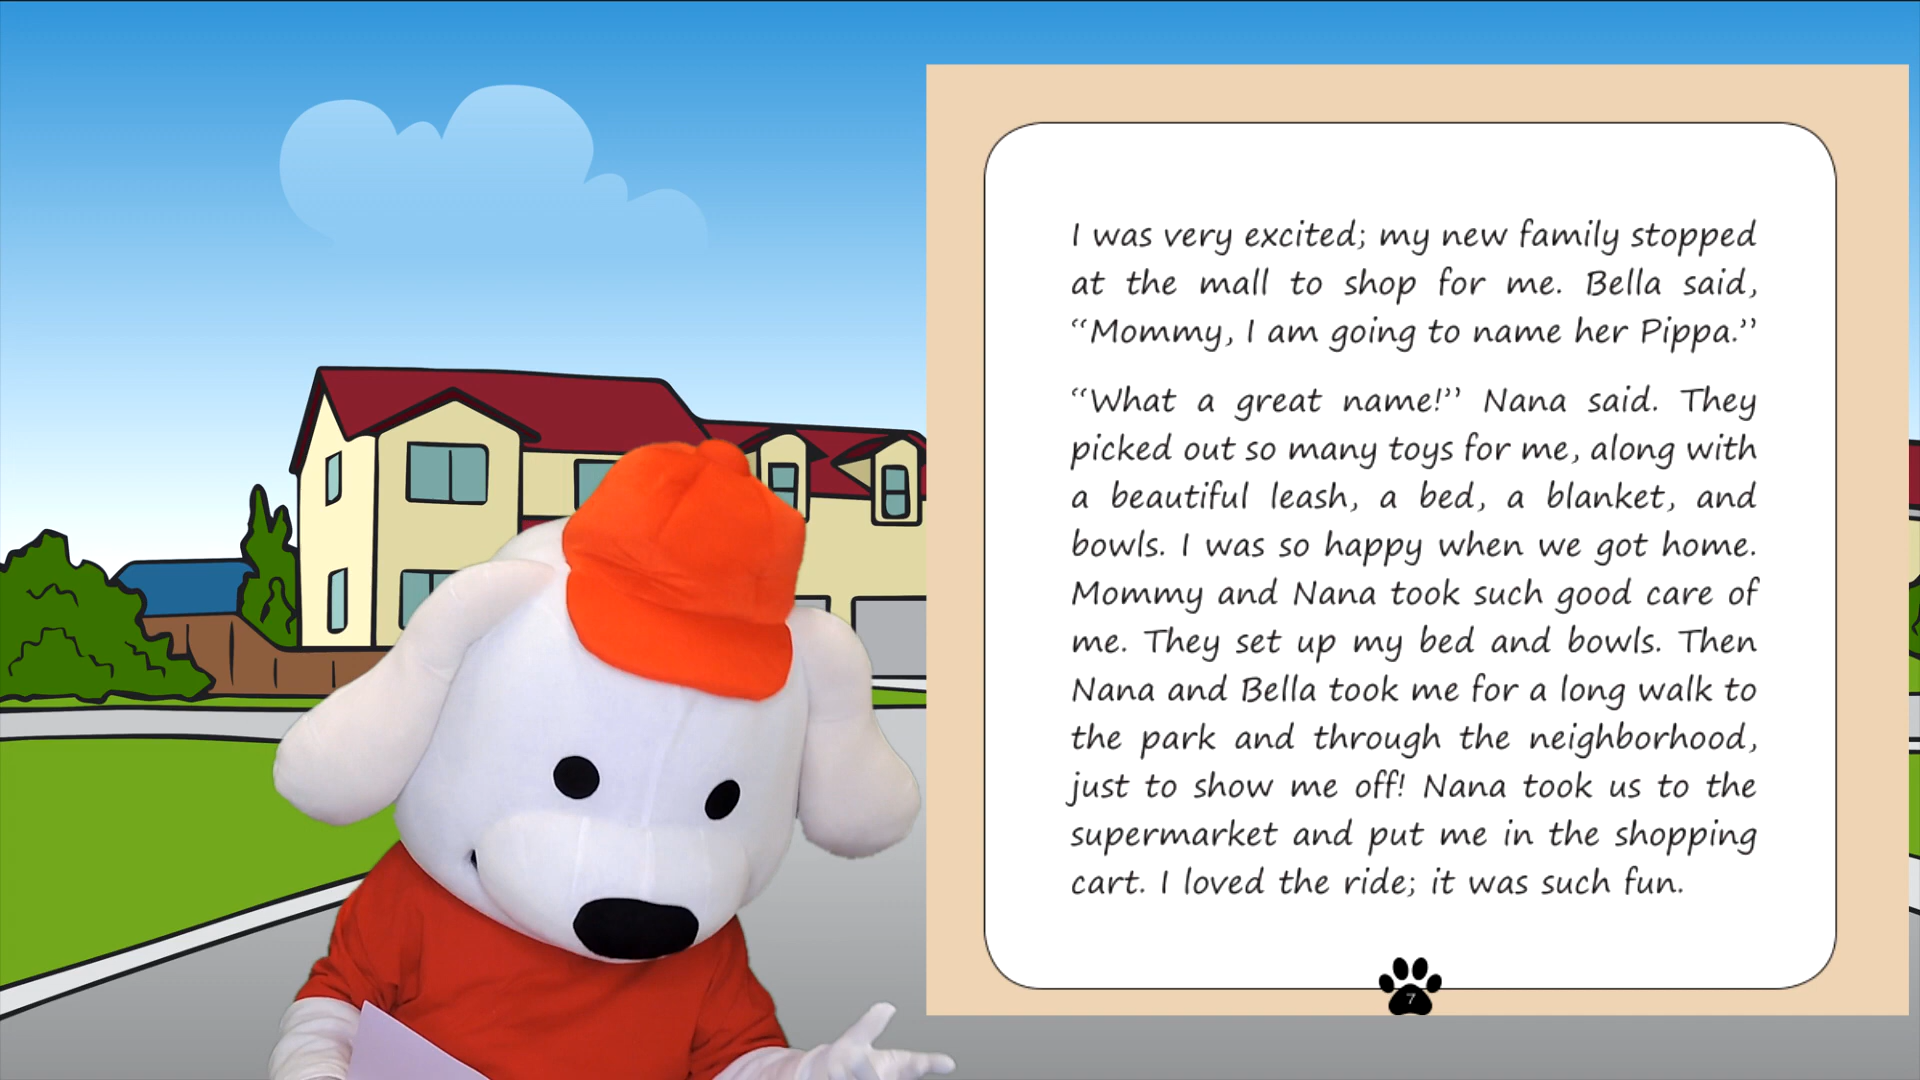 I was very excited; my new family stopped
at the mall to shop for me. Bella said,
“Mommy, I am going to name her Pippa.”
“What a great name!” Nana said. They
picked out so many toys for me, along with
a beautiful leash, a bed, a blanket, and
bowls. I was so happy when we got home.
Mommy and Nana took such good care of
me. They set up my bed and bowls. Then
Nana and Bella took me for a long walk to
the park and through the neighborhood,
just to show me off! Nana took us to the
supermarket and put me in the shopping
cart. I loved the ride; it was such fun.
7